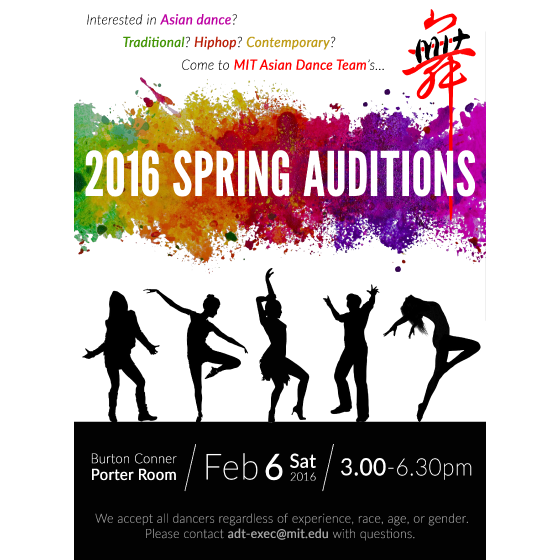 Interested in Asian dance?
Traditional? Hiphop? Contemporary?
Come to MIT Asian Dance Team's...
舞
mit
2016 SPRING AUDITIONS
Burton Conner
Porter Room
Feb 6 Sat
2016
3.00-6.30pm
We accept all dancers regardless of experience, race, age, or gender.
Please contact adt-exec@mit.edu with questions.